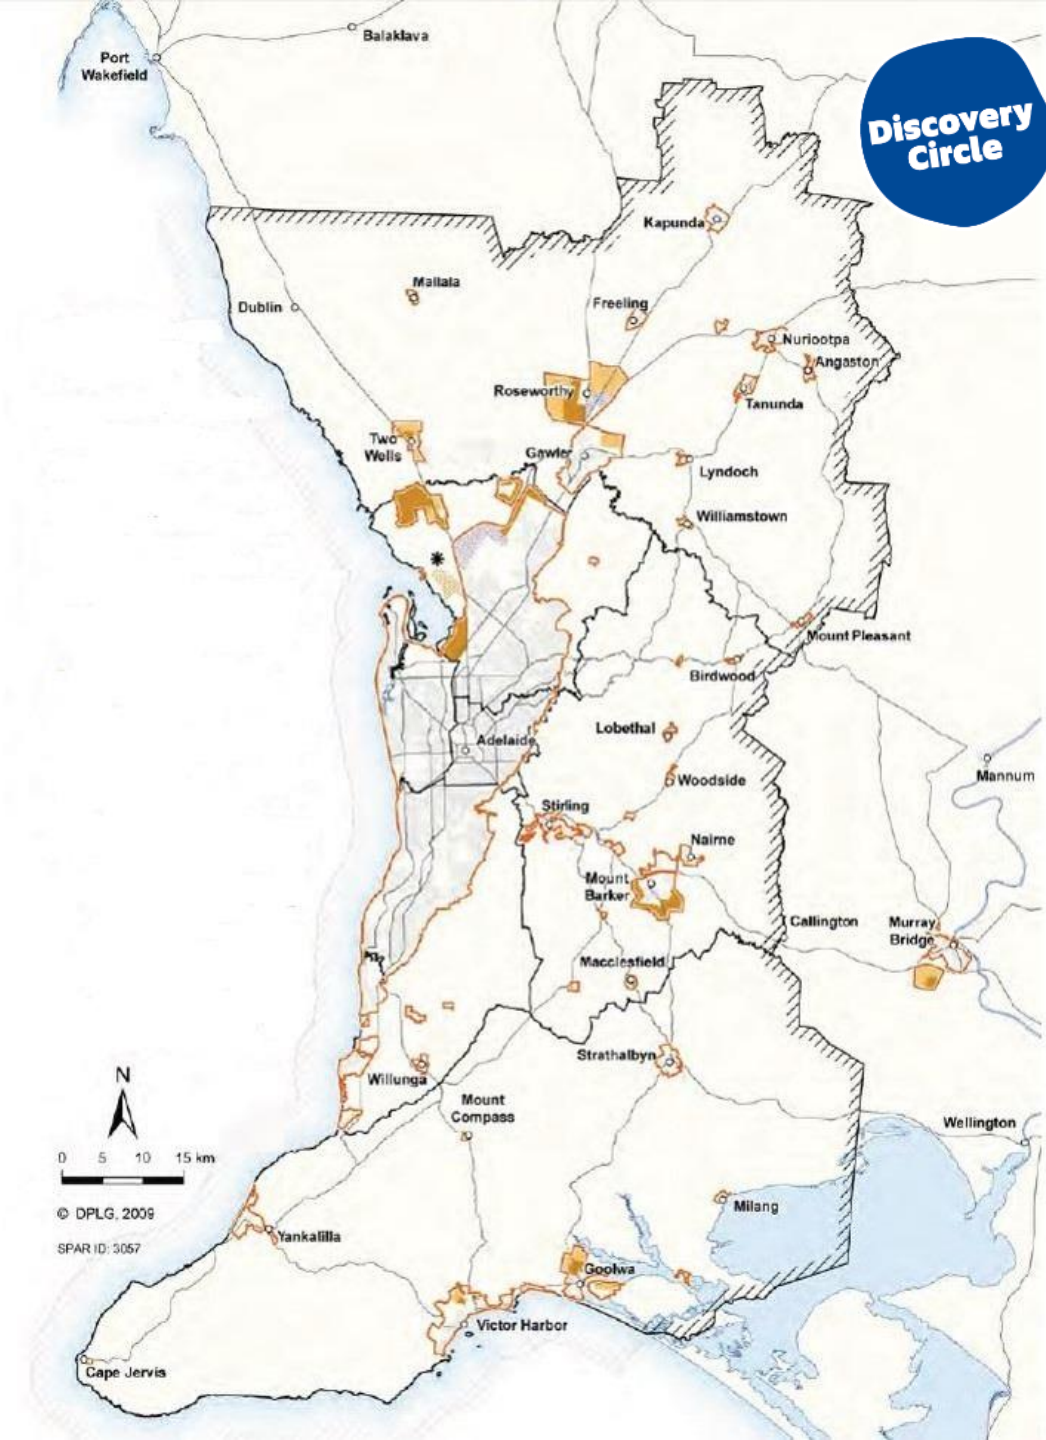 Balaklava
Port
Wakefield
Discovery
Circle
Kapunda
Mallala
Dublin
Freeling
Nuriootpa
Angaston
Roseworthy
Tanunda
Two
Wells
Gawler
Lyndoch
Williamstown
Mount Pleasant
Birdwood
Lobethal
Adelaide
Mannum
Woodside
Stirling
Nairne
Mount
Barker
Callington
Murray
Bridge
Macclesfield
Strathalbyn
N
Willunga
Mount
Compass
Wellington
0 5 10 15 km
© DPLG, 2009
Milang
Yankalilla
SPAR ID: 3057
Goolwa
Victor Harbor
Cape Jervis